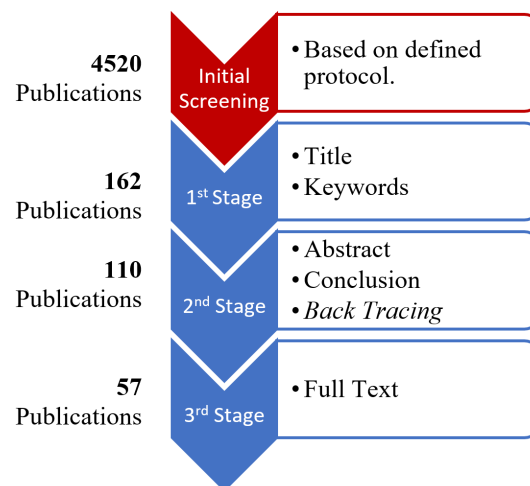 4520
Publications
Initial
Screening
• Based on defined
protocol.
162
Publications
1st Stage
• Title
• Keywords
110
Publications
2nd Stage
• Abstract
• Conclusion
• Back Tracing
57
Publications
3rd Stage
• Full Text